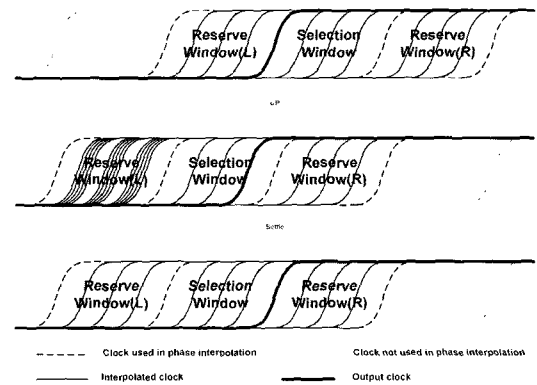 Reserve Window(L) Selection Window Reserve Window(R)
UP
Reserve Window(L) Selection Window Reserve Window(R)
Settle
Reserve Window(L) Selection Window Reserve Window(R)
Clock used in phase interpolation Clock not used in phase interpolation
Interpolated clock Output clock